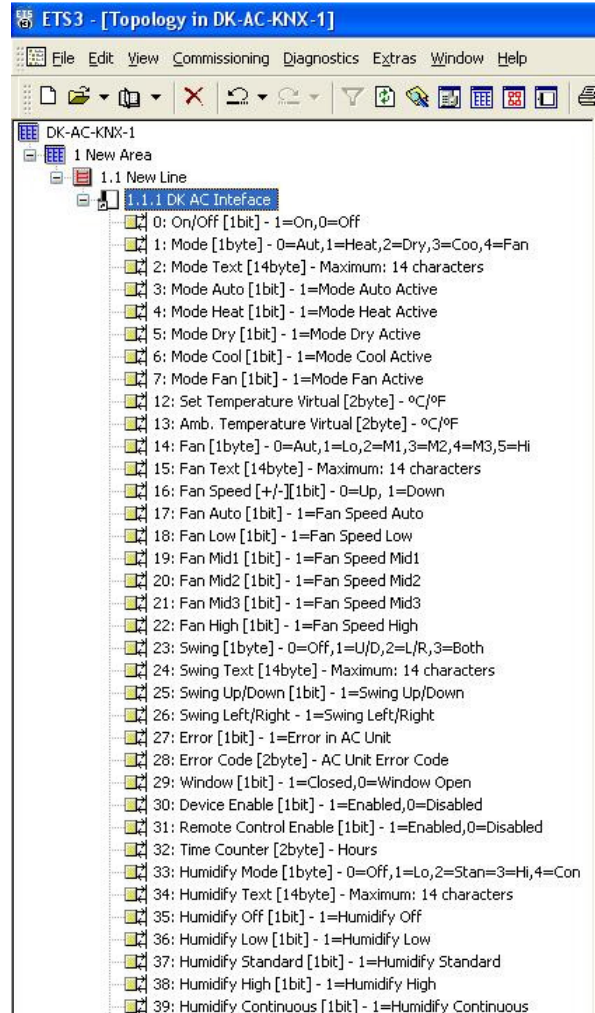 ETS3 - [Topology in DK-AC-KNX-1]
File Edit View Commissioning Diagnostics Extras Window Help
DK-AC-KNX-1
1 New Area
1.1 New Line
1.1.1 DK AC Inteface
0: On/Off [1bit] - 1=On,0=Off
1: Mode [1byte] - 0=Aut,1=Heat,2=Dry,3=Coo,4=Fan
2: Mode Text [14byte] - Maximum: 14 characters
3: Mode Auto [1bit] - 1=Mode Auto Active
4: Mode Heat [1bit] - 1=Mode Heat Active
5: Mode Dry [1bit] - 1=Mode Dry Active
6: Mode Cool [1bit] - 1=Mode Cool Active
7: Mode Fan [1bit] - 1=Mode Fan Active
12: Set Temperature Virtual [2byte] - ºC/ºF
13: Amb. Temperature Virtual [2byte] - ºC/ºF
14: Fan [1byte] - 0=Aut,1=Lo,2=M1,3=M2,4=M3,5=Hi
15: Fan Text [14byte] - Maximum: 14 characters
16: Fan Speed [+/-][1bit] - 0=Up, 1=Down
17: Fan Auto [1bit] - 1=Fan Speed Auto
18: Fan Low [1bit] - 1=Fan Speed Low
19: Fan Mid1 [1bit] - 1=Fan Speed Mid1
20: Fan Mid2 [1bit] - 1=Fan Speed Mid2
21: Fan Mid3 [1bit] - 1=Fan Speed Mid3
22: Fan High [1bit] - 1=Fan Speed High
23: Swing [1byte] - 0=Off,1=U/D,2=L/R,3=Both
24: Swing Text [14byte] - Maximum: 14 characters
25: Swing Up/Down [1bit] - 1=Swing Up/Down
26: Swing Left/Right - 1=Swing Left/Right
27: Error [1bit] - 1=Error in AC Unit
28: Error Code [2byte] - AC Unit Error Code
29: Window [1bit] - 1=Closed,0=Window Open
30: Device Enable [1bit] - 1=Enabled,0=Disabled
31: Remote Control Enable [1bit] - 1=Enabled,0=Disabled
32: Time Counter [2byte] - Hours
33: Humidify Mode [1byte] - 0=Off,1=Lo,2=Stan=3=Hi,4=Con
34: Humidify Text [14byte] - Maximum: 14 characters
35: Humidify Off [1bit] - 1=Humidify Off
36: Humidify Low [1bit] - 1=Humidify Low
37: Humidify Standard [1bit] - 1=Humidify Standard
38: Humidify High [1bit] - 1=Humidify High
39: Humidify Continuous [1bit] - 1=Humidify Continuous